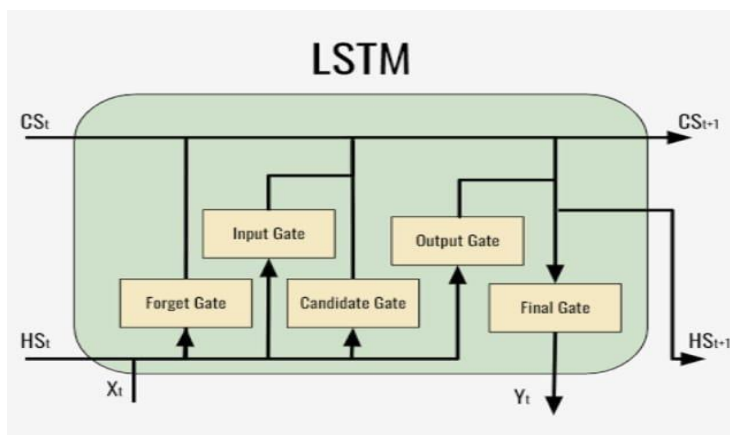 LSTM
CSt
CSt+1
Input Gate
Output Gate
Forget Gate
Candidate Gate
Final Gate
HSt
HSt+1
Xt
Yt